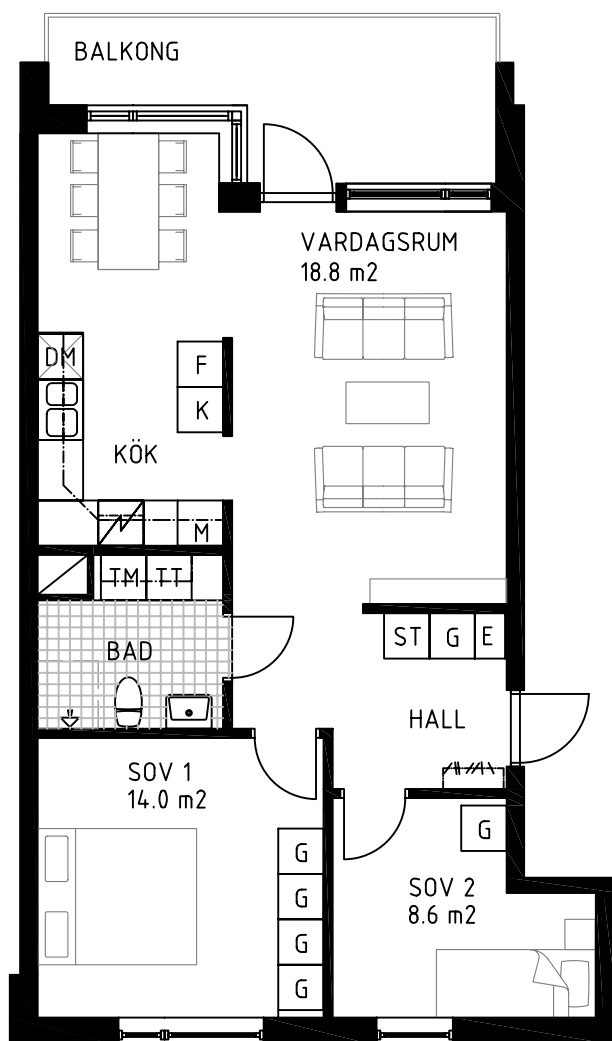 BALKONG
VARDAGSRUM
18.8 m2
DM
F
K
KÖK
M
TM TT
BAD
ST G E
HALL
SOV 1
14.0 m2
G
G
G
G
G
SOV 2
8.6 m2